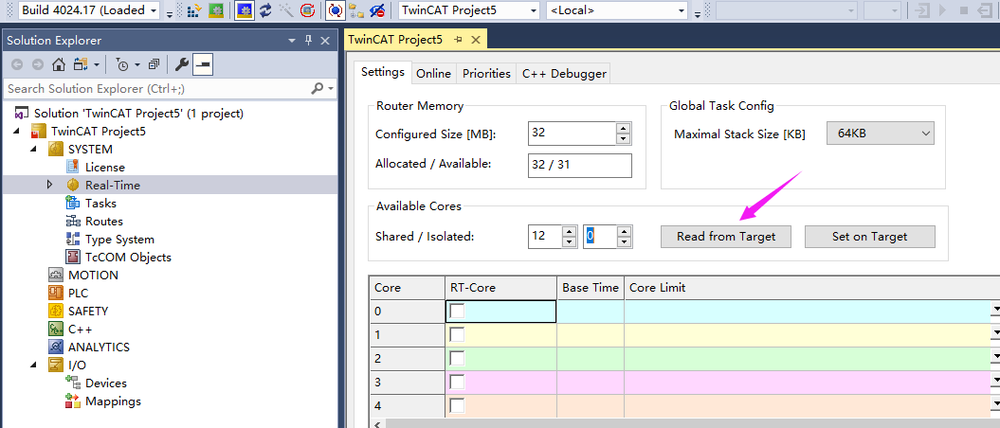 Build 4024.17 (Loaded
TwinCAT Project5
<Local>
Solution Explorer
Search Solution Explorer (Ctrl+;)
Solution 'TwinCAT Project5' (1 project)
TwinCAT Project5
SYSTEM
License
Real-Time
Tasks
Routes
Type System
TcCOM Objects
MOTION
PLC
SAFETY
C++
ANALYTICS
I/O
Devices
Mappings
TwinCAT Project5
Settings Online Priorities C++ Debugger
Router Memory
Configured Size [MB]: 32
Allocated / Available: 32 / 31
Global Task Config
Maximal Stack Size [KB] 64KB
Available Cores
Shared / Isolated: 12 0 Read from Target Set on Target
Core RT-Core Base Time Core Limit
0
1
2
3
4